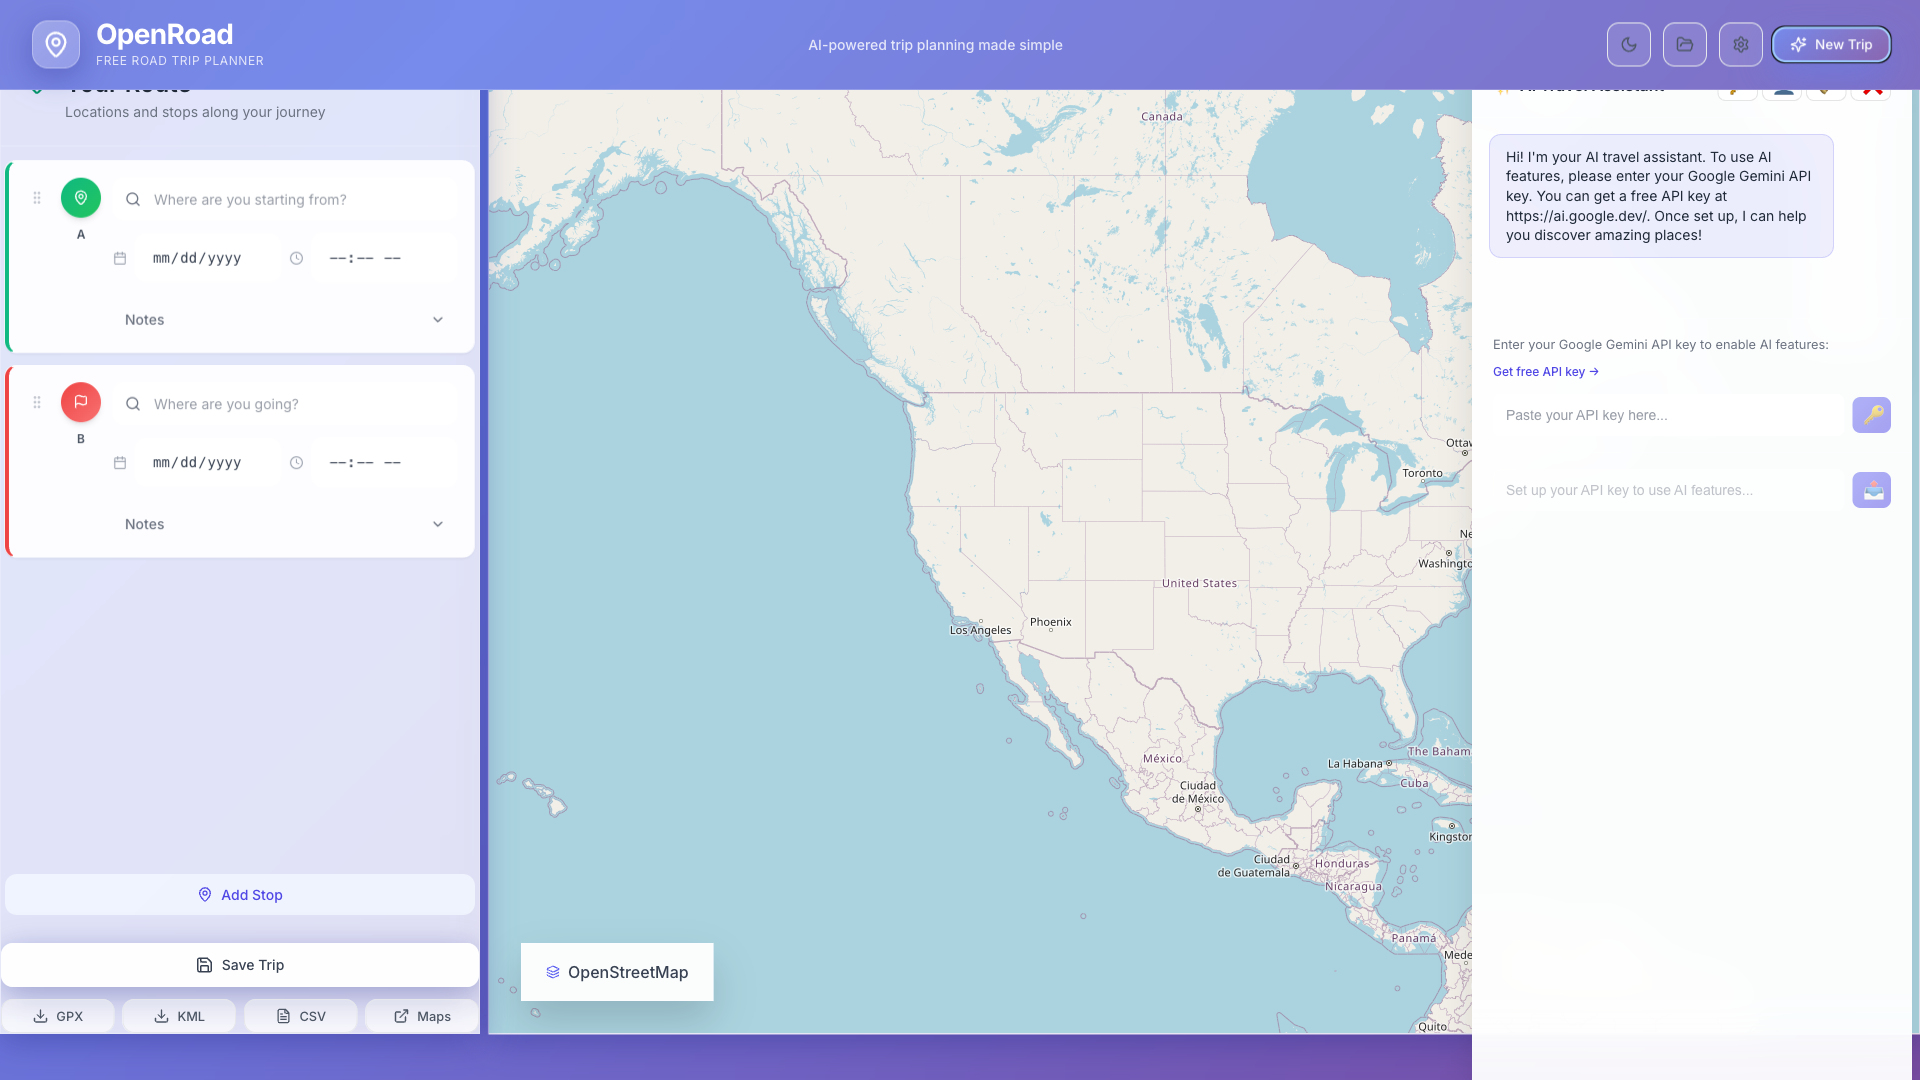 OpenRoad
FREE ROAD TRIP PLANNER
AI-powered trip planning made simple
New Trip
Your Route
Locations and stops along your journey
Where are you starting from?
A
mm/dd/yyyy
--:-- --
Notes
Where are you going?
B
mm/dd/yyyy
--:-- --
Notes
Add Stop
Save Trip
GPX
KML
CSV
Maps
Canada
Ottaw
Toronto
Ne
Washingto
United States
Los Angeles
Phoenix
The Baham
México
La Habana
Cuba
Ciudad
de México
Kingston
Ciudad
de Guatemala
Honduras
Nicaragua
Panamá
Mede
Quito
OpenStreetMap
AI Travel Assistant
Hi! I'm your AI travel assistant. To use AI
features, please enter your Google Gemini API
key. You can get a free API key at
https://ai.google.dev/. Once set up, I can help
you discover amazing places!
Enter your Google Gemini API key to enable AI features:
Get free API key →
Paste your API key here...
Set up your API key to use AI features...